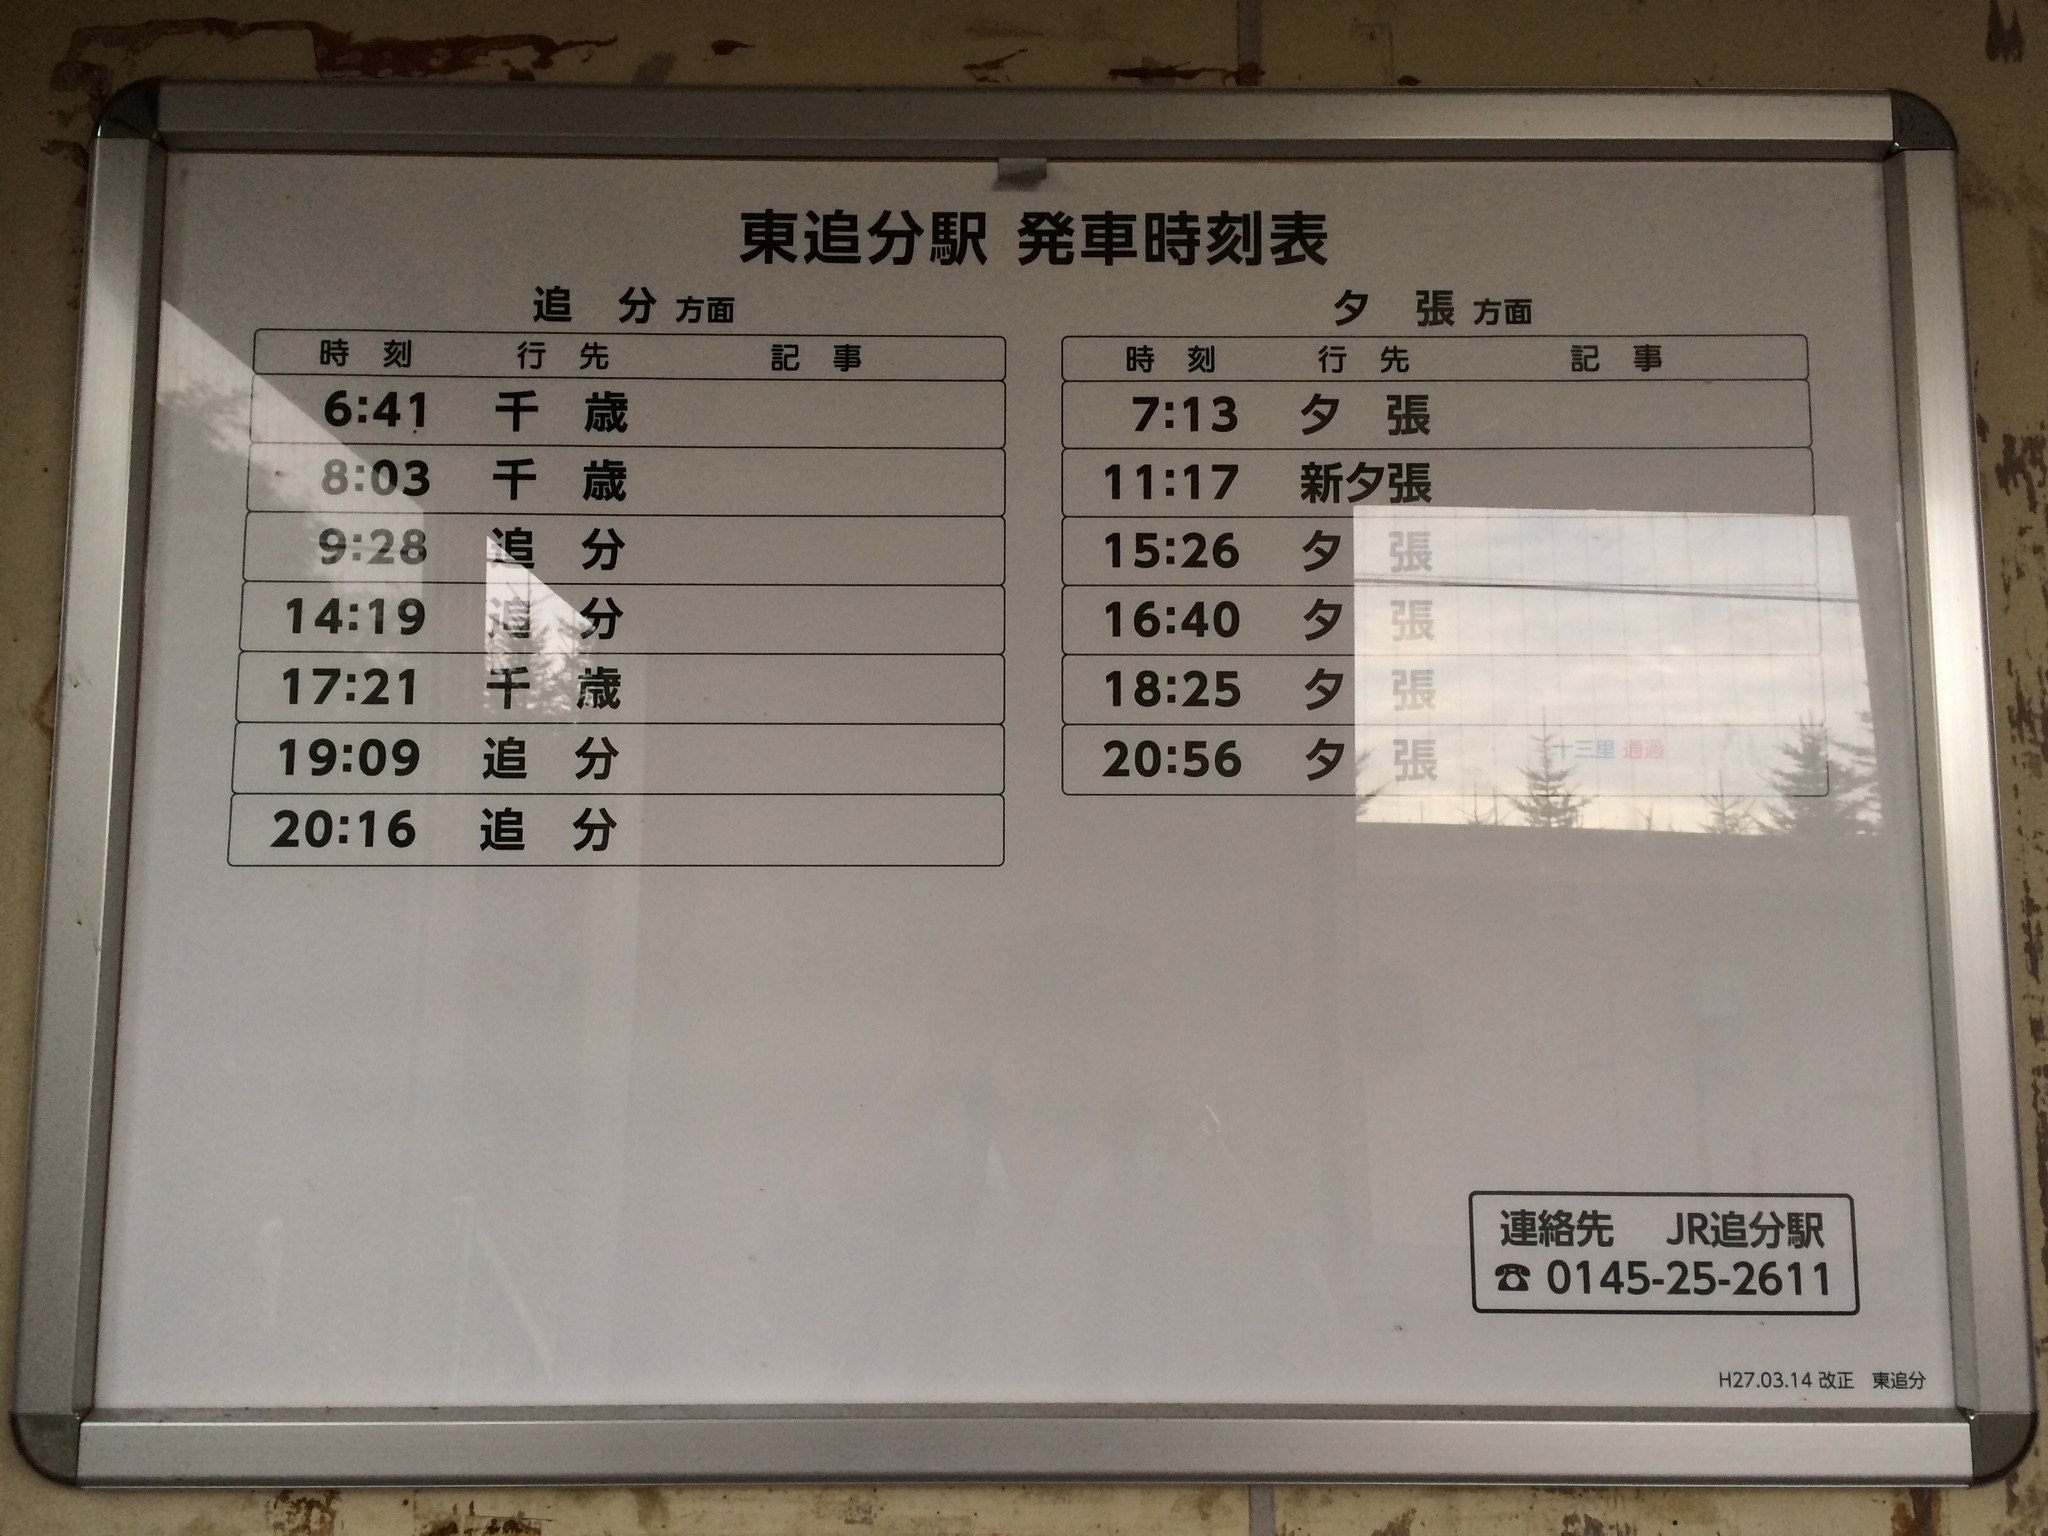 東追分駅 発車時刻表
追 分 方面
時 刻 行 先 記 事
6:41 千 歳
8:03 千 歳
9:28 追 分
14:19 追 分
17:21 千 歳
19:09 追 分
20:16 追 分
夕 張 方面
時 刻 行 先 記 事
7:13 夕 張
11:17 新夕張
15:26 夕 張
16:40 夕 張
18:25 夕 張
20:56 夕 張 十三里 通過
連絡先 JR追分駅
☎ 0145-25-2611
H27.03.14 改正 東追分